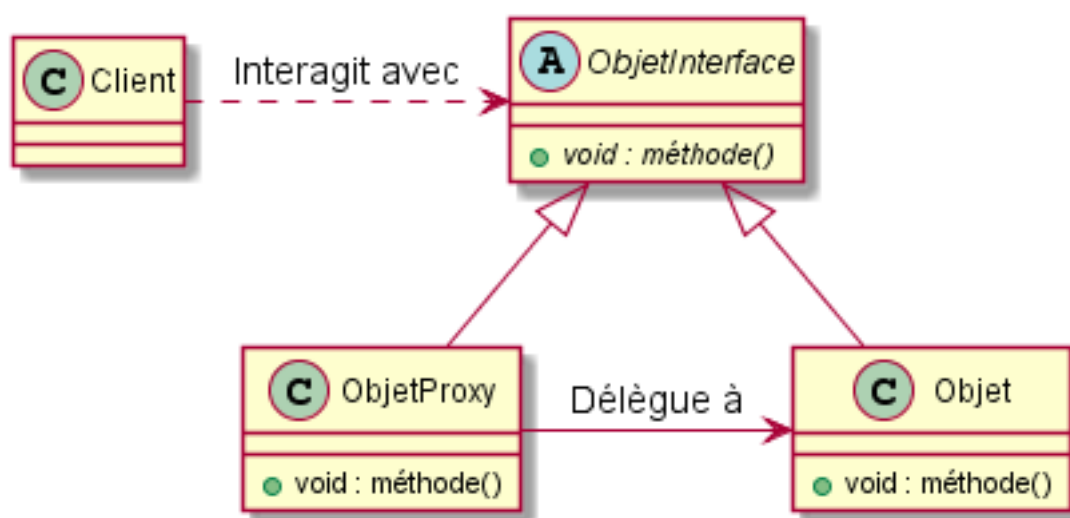 C Client
Interagit avec
A ObjetInterface
void : méthode()
C ObjetProxy
void : méthode()
Délègue à
C Objet
void : méthode()